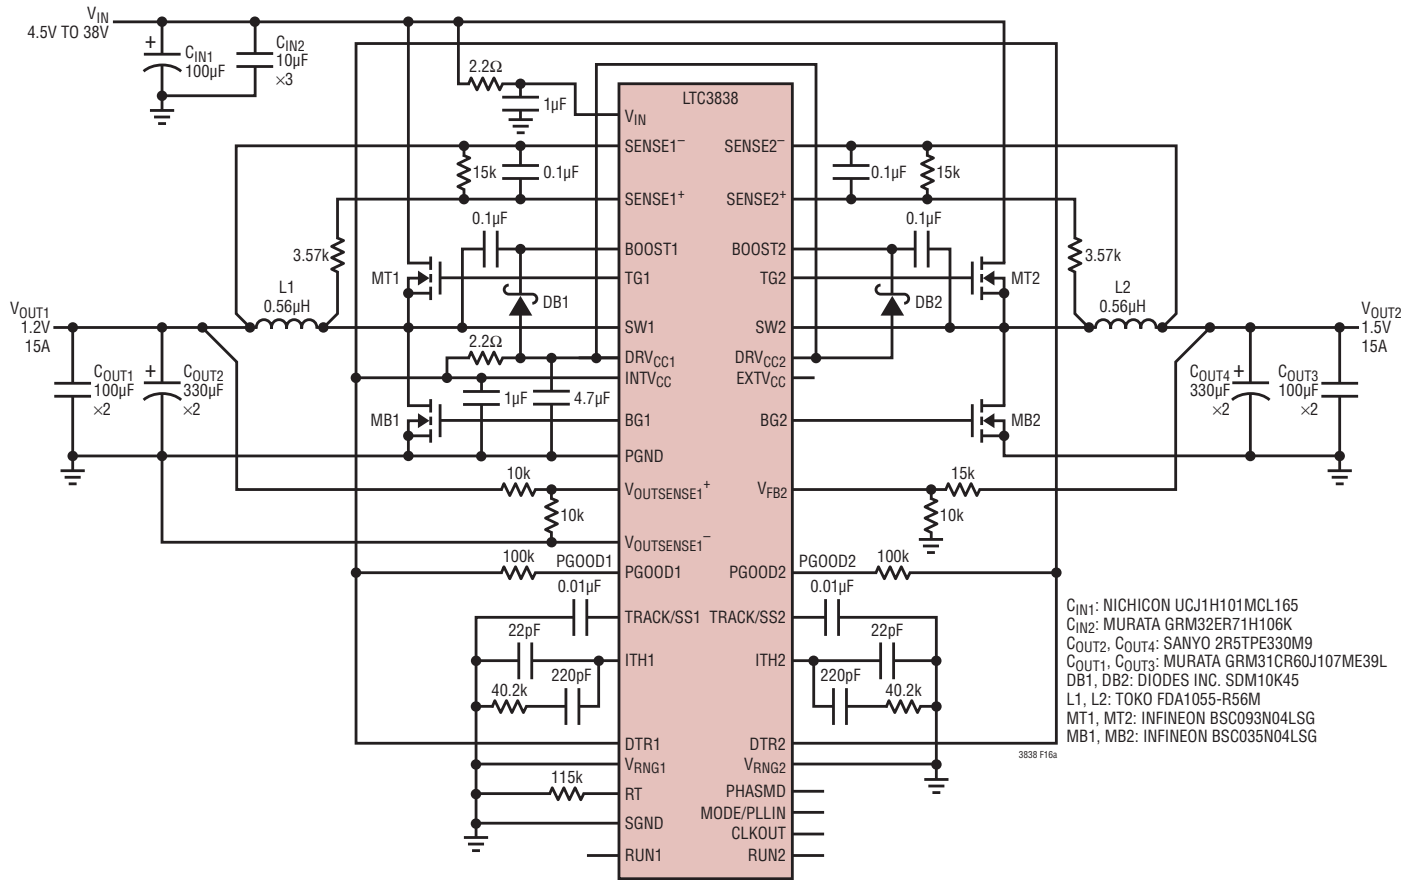 VIN
4.5V TO 38V
CIN1
100µF
CIN2
10µF
×3
2.2Ω
1µF
LTC3838
VIN
SENSE1–
SENSE2–
15k
0.1µF
0.1µF
15k
SENSE1+
SENSE2+
0.1µF
0.1µF
3.57k
BOOST1
BOOST2
3.57k
MT1
TG1
TG2
MT2
L1
0.56µH
DB1
DB2
L2
0.56µH
VOUT1
1.2V
15A
SW1
SW2
VOUT2
1.5V
15A
2.2Ω
DRVCC1
DRVCC2
INTVCC
EXTVCC
COUT1
100µF
×2
COUT2
330µF
×2
1µF
4.7µF
COUT4
330µF
×2
COUT3
100µF
×2
MB1
BG1
BG2
MB2
PGND
10k
15k
VOUTSENSE1+
VFB2
10k
10k
VOUTSENSE1–
100k
PGOOD1
PGOOD2
100k
PGOOD1
PGOOD2
0.01µF
0.01µF
TRACK/SS1
TRACK/SS2
22pF
22pF
ITH1
ITH2
220pF
220pF
40.2k
40.2k
DTR1
DTR2
VRNG1
VRNG2
115k
RT
PHASMD
MODE/PLLIN
SGND
CLKOUT
RUN1
RUN2
CIN1: NICHICON UCJ1H101MCL165
CIN2: MURATA GRM32ER71H106K
COUT2, COUT4: SANYO 2R5TPE330M9
COUT1, COUT3: MURATA GRM31CR60J107ME39L
DB1, DB2: DIODES INC. SDM10K45
L1, L2: TOKO FDA1055-R56M
MT1, MT2: INFINEON BSC093N04LSG
MB1, MB2: INFINEON BSC035N04LSG
3838 F16a